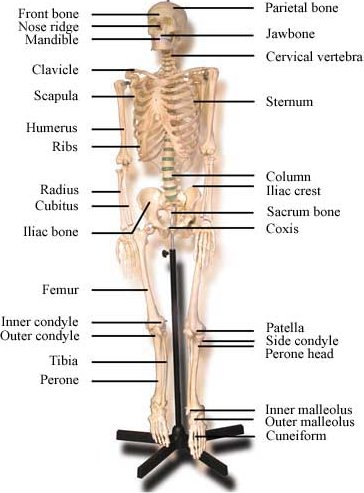 Front bone
Nose ridge
Mandible
Clavicle
Scapula
Humerus
Ribs
Radius
Cubitus
Iliac bone
Femur
Inner condyle
Outer condyle
Tibia
Perone
Parietal bone
Jawbone
Cervical vertebra
Sternum
Column
Iliac crest
Sacrum bone
Coxis
Patella
Side condyle
Perone head
Inner malleolus
Outer malleolus
Cuneiform